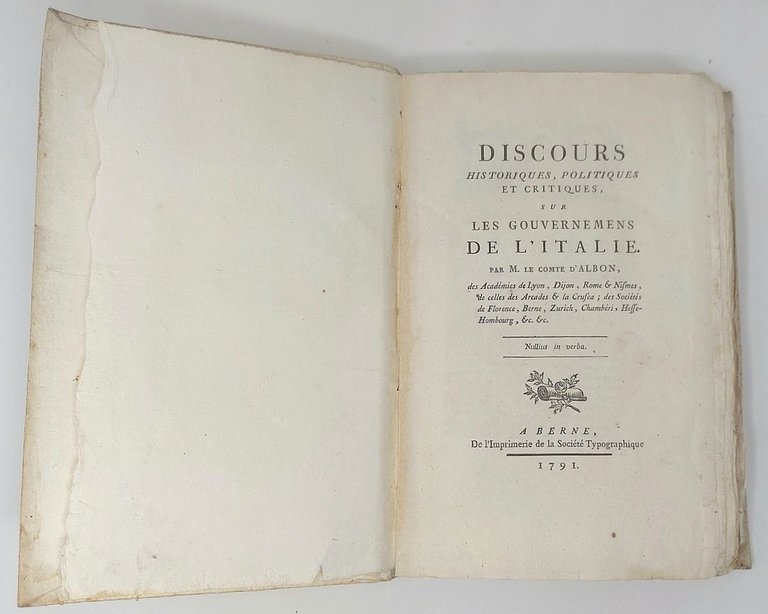 DISCOURS
HISTORIQUES, POLITIQUES
ET CRITIQUES,
SUR
LES GOUVERNEMENS
DE L'ITALIE.
PAR M. LE COMTE D'ALBON,
des Académies de Lyon, Dijon, Rome & Niſmes,
de celles des Arcades & la Cruſca ; des Sociétés
de Florence, Berne, Zurich, Chambéri, Heſſe-
Hombourg, &c. &c.
Nullius in verba.
A BERNE,
De l'Imprimerie de la Société Typographique
1791.